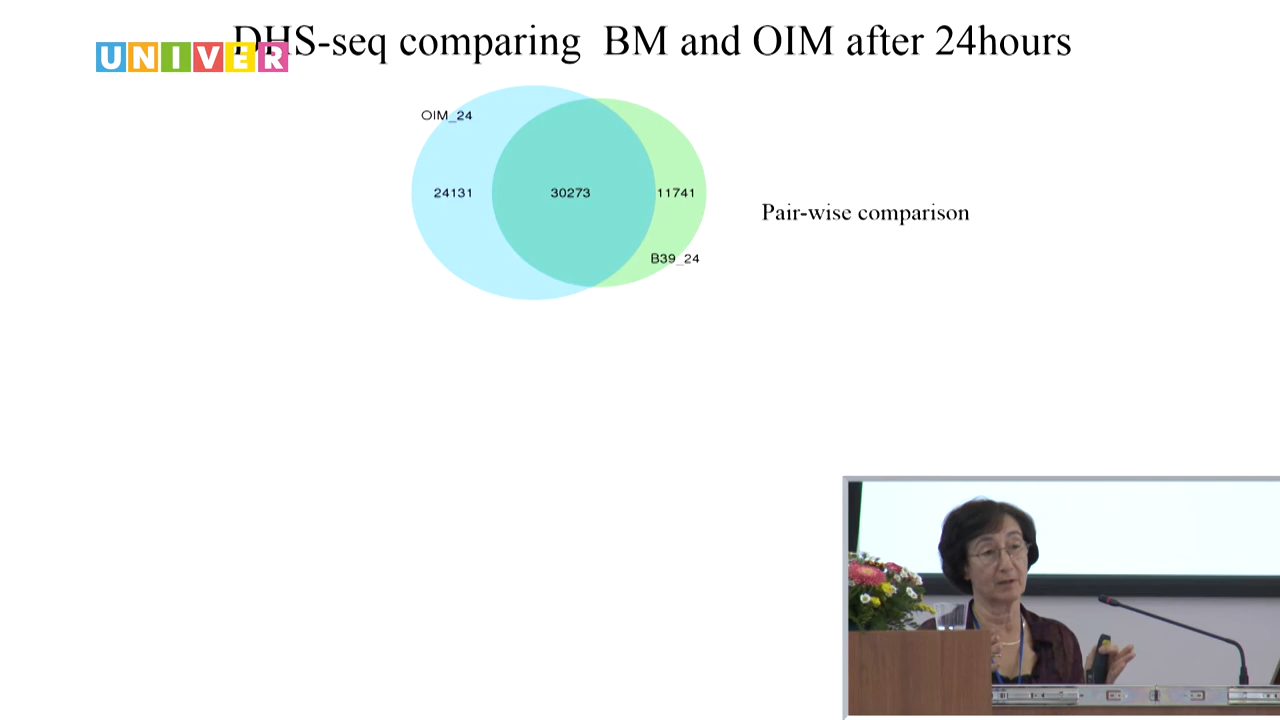 DHS-seq comparing BM and OIM after 24hours
UNIVER
OIM_24
24131
30273
11741
Pair-wise comparison
B39_24